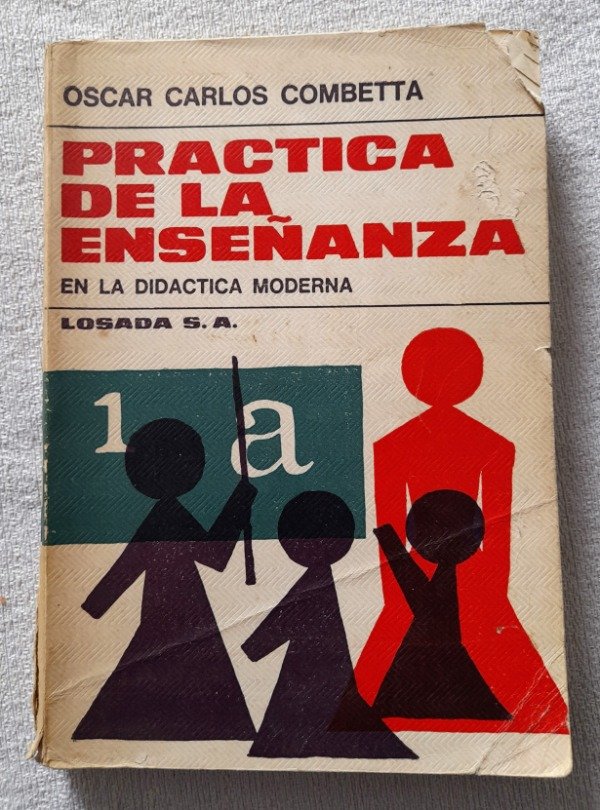 OSCAR CARLOS COMBETTA
PRACTICA
DE LA
ENSEÑANZA
EN LA DIDACTICA MODERNA
LOSADA S.A.
1 a